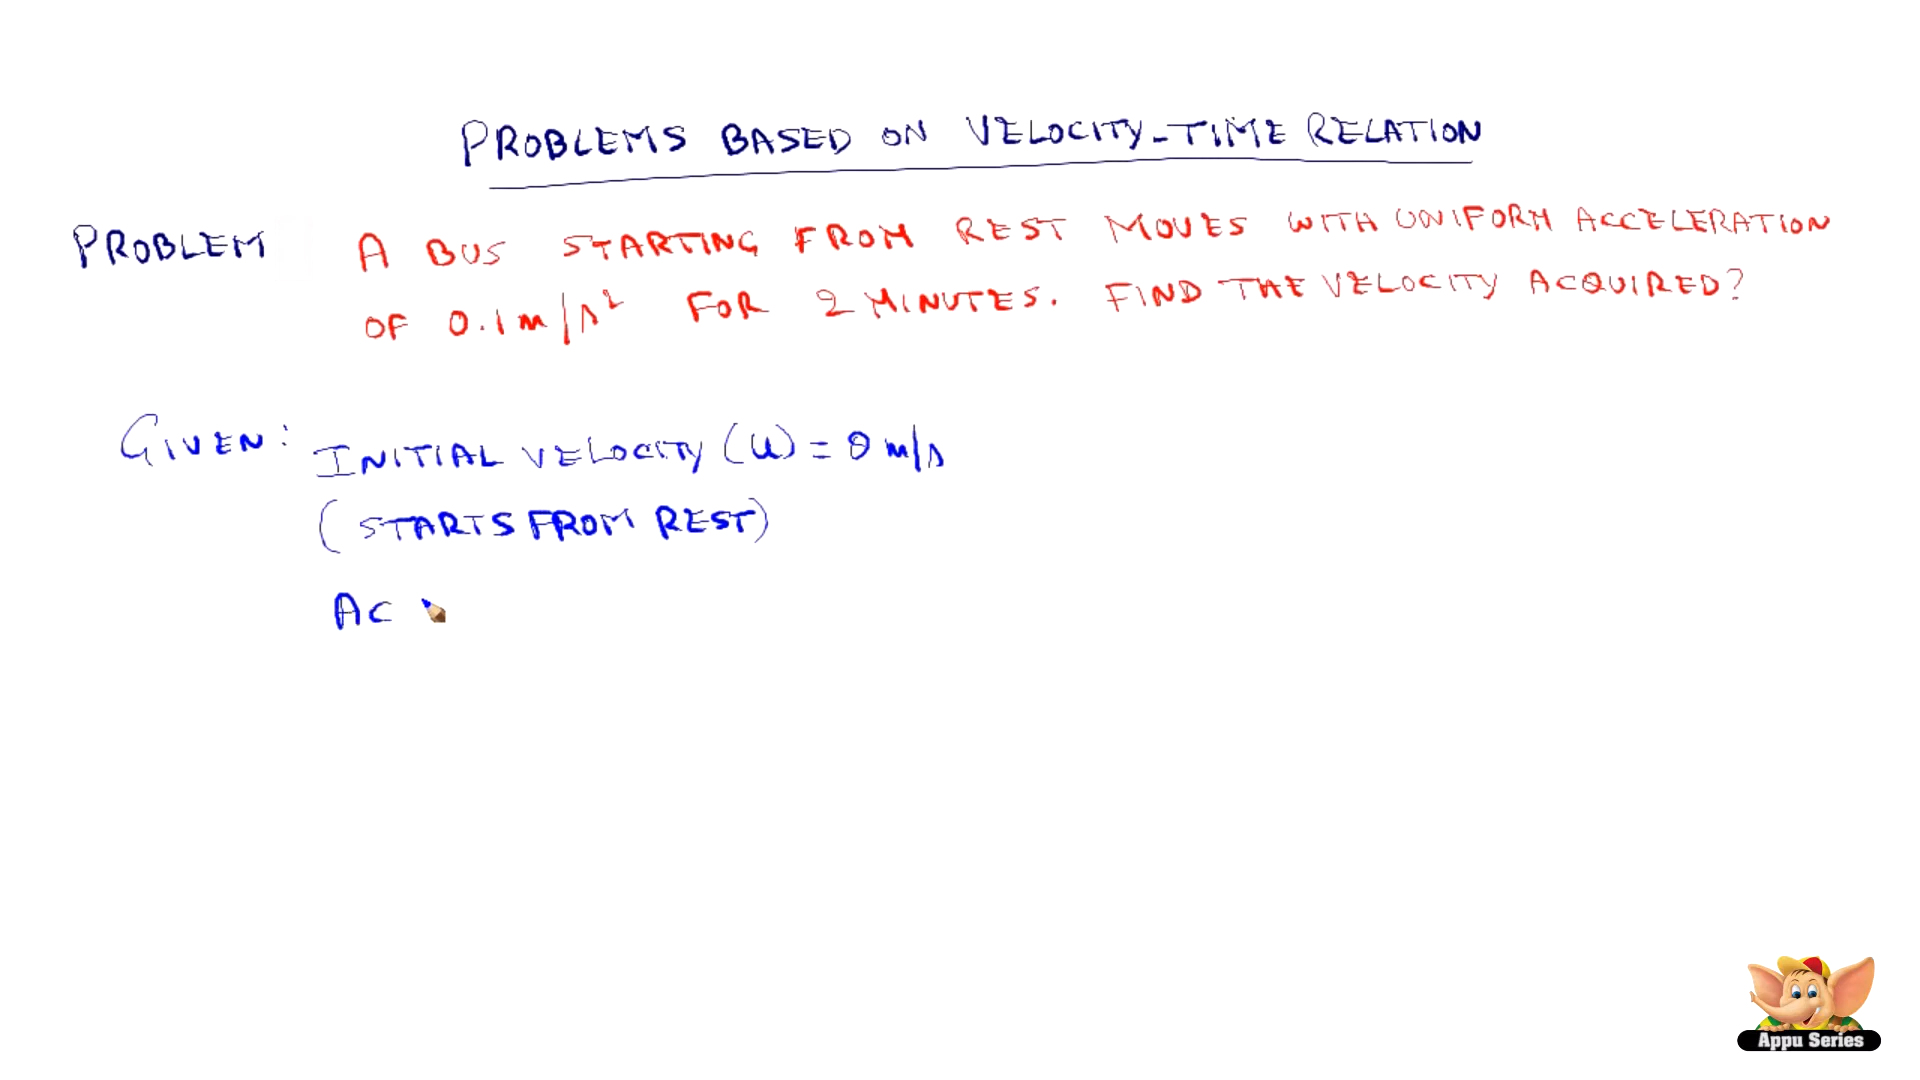 PROBLEMS BASED ON VELOCITY-TIME RELATION
PROBLEM A BUS STARTING FROM REST MOVES WITH UNIFORM ACCELERATION
OF 0.1m/s² FOR 2 MINUTES. FIND THE VELOCITY ACQUIRED?
GIVEN: INITIAL VELOCITY (u) = 0 m/s
(STARTS FROM REST)
AC
Appu Series